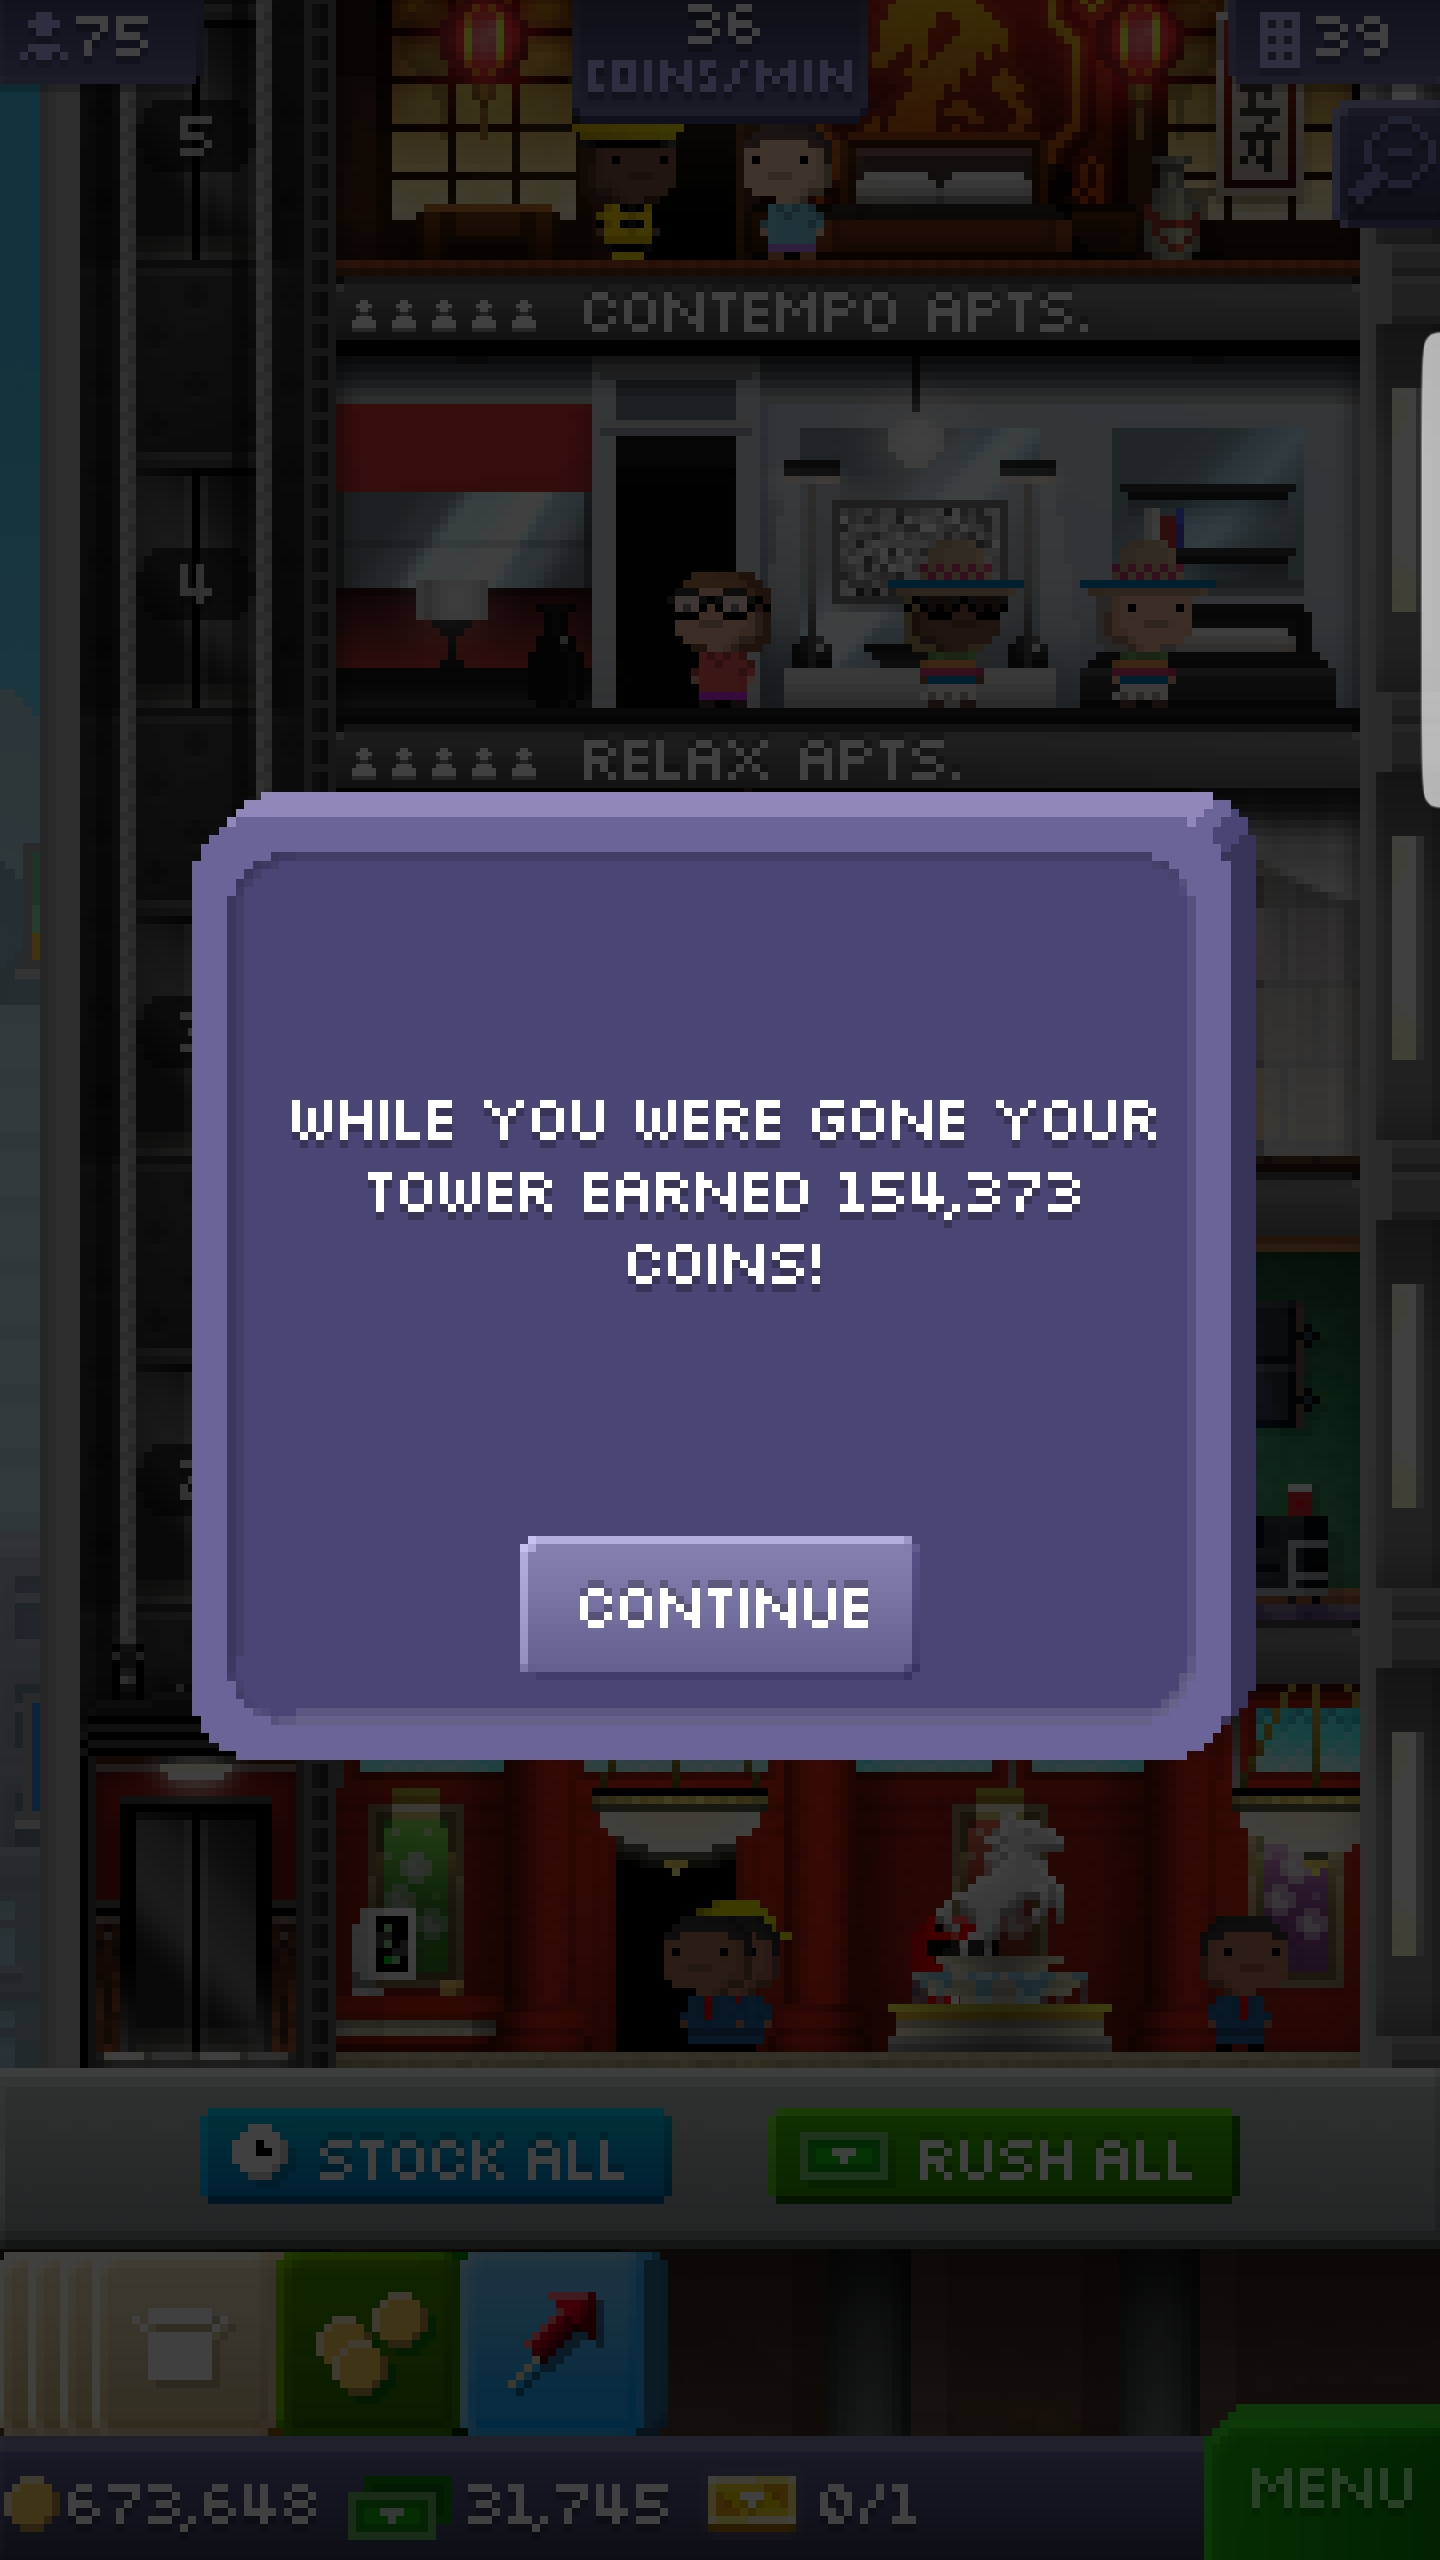 75
36
COINS/MIN
39
5
CONTEMPO APTS.
4
RELAX APTS.
WHILE YOU WERE GONE YOUR
TOWER EARNED 154,373
COINS!
CONTINUE
STOCK ALL
RUSH ALL
673,648
31,745
0/1
MENU